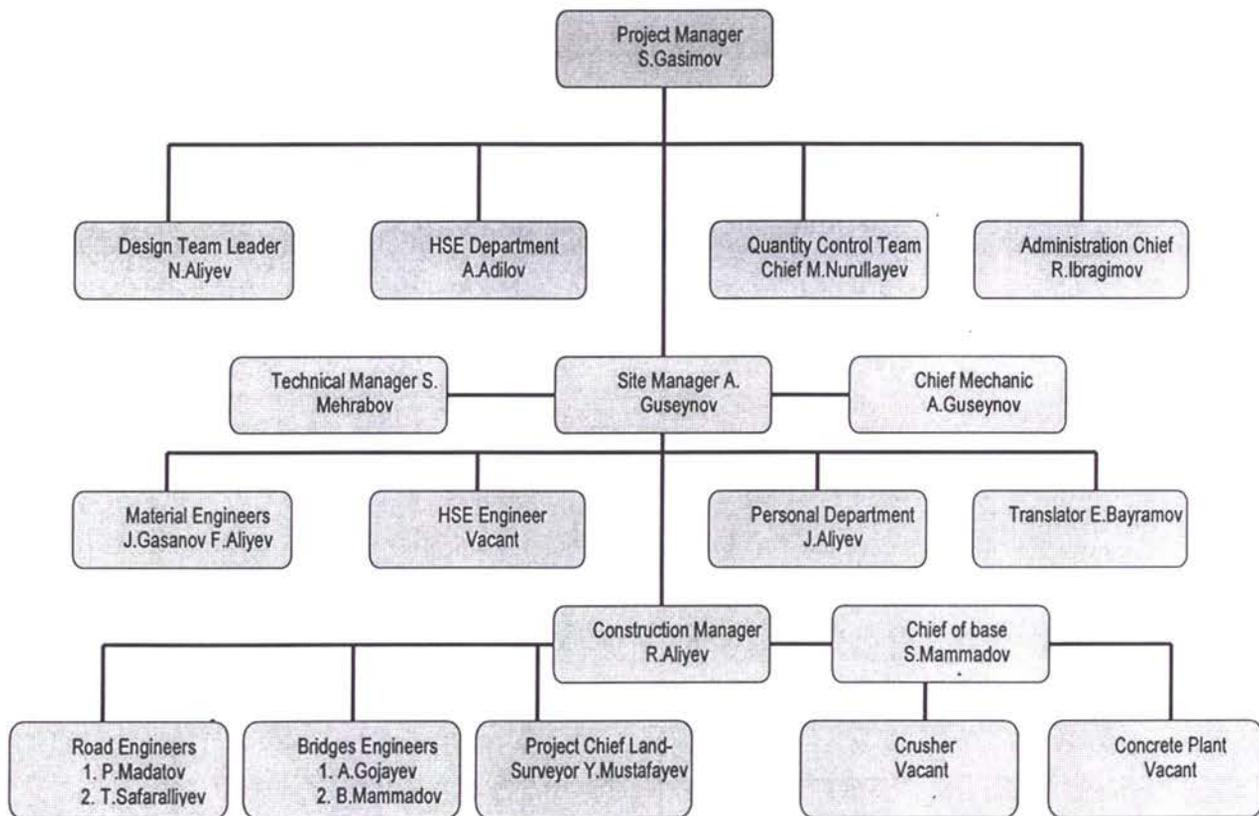 Project Manager
S.Gasimov
Design Team Leader
N.Aliyev
HSE Department
A.Adilov
Quantity Control Team
Chief M.Nurullayev
Administration Chief
R.Ibragimov
Technical Manager S.
Mehrabov
Site Manager A.
Guseynov
Chief Mechanic
A.Guseynov
Material Engineers
J.Gasanov F.Aliyev
HSE Engineer
Vacant
Personal Department
J.Aliyev
Translator E.Bayramov
Construction Manager
R.Aliyev
Chief of base
S.Mammadov
Road Engineers
1. P.Madatov
2. T.Safaralliyev
Bridges Engineers
1. A.Gojayev
2. B.Mammadov
Project Chief Land-
Surveyor Y.Mustafayev
Crusher
Vacant
Concrete Plant
Vacant